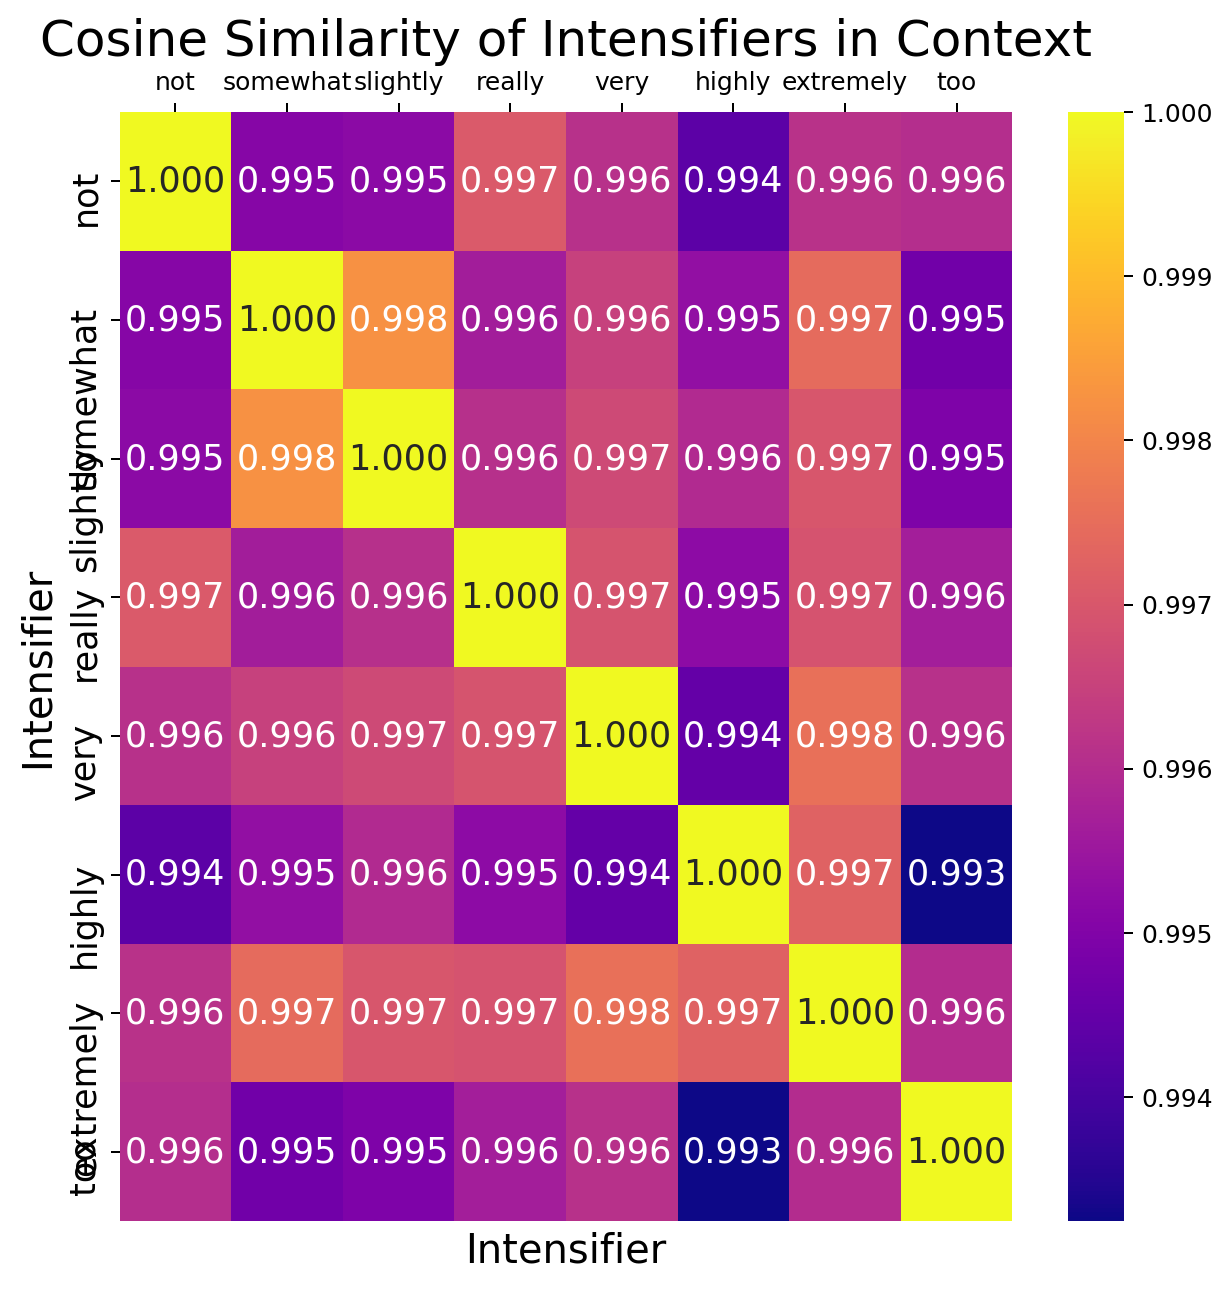 Cosine Similarity of Intensifiers in Context
not somewhat slightly really very highly extremely too
not 1.000 0.995 0.995 0.997 0.996 0.994 0.996 0.996
somewhat 0.995 1.000 0.998 0.996 0.996 0.995 0.997 0.995
slightly 0.995 0.998 1.000 0.996 0.997 0.996 0.997 0.995
really 0.997 0.996 0.996 1.000 0.997 0.995 0.997 0.996
very 0.996 0.996 0.997 0.997 1.000 0.994 0.998 0.996
highly 0.994 0.995 0.996 0.995 0.994 1.000 0.997 0.993
extremely 0.996 0.997 0.997 0.997 0.998 0.997 1.000 0.996
too 0.996 0.995 0.995 0.996 0.996 0.993 0.996 1.000
Intensifier
Intensifier
1.000
0.999
0.998
0.997
0.996
0.995
0.994